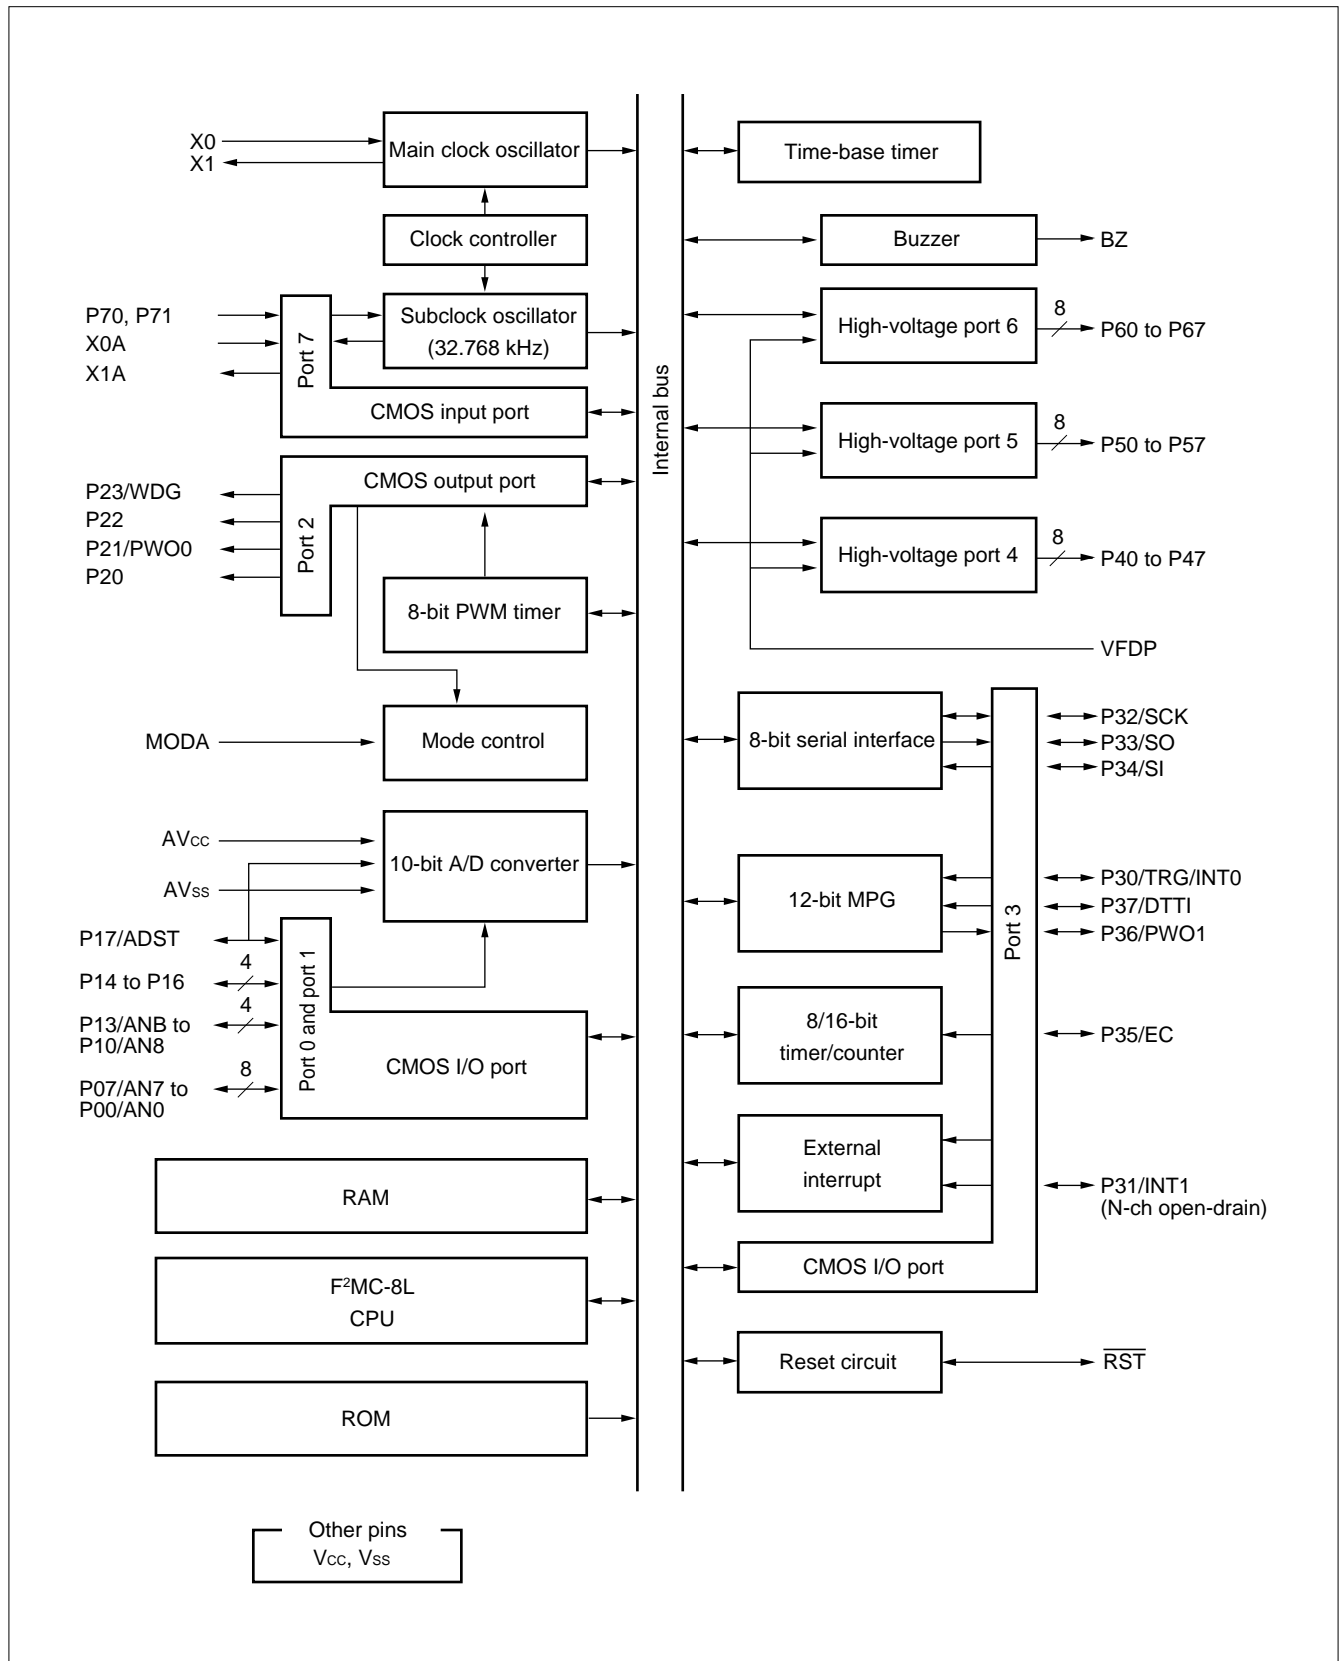 X0
X1
Main clock oscillator
Clock controller
P70, P71
X0A
X1A
Port 7
Subclock oscillator
(32.768 kHz)
CMOS input port
P23/WDG
P22
P21/PWO0
P20
Port 2
CMOS output port
8-bit PWM timer
MODA
Mode control
AVCC
AVSS
10-bit A/D converter
P17/ADST
P14 to P16
4
P13/ANB to
P10/AN8
4
P07/AN7 to
P00/AN0
8
Port 0 and port 1
CMOS I/O port
RAM
F²MC-8L
CPU
ROM
Other pins
VCC, VSS
Internal bus
Time-base timer
Buzzer
BZ
High-voltage port 6
8
P60 to P67
High-voltage port 5
8
P50 to P57
High-voltage port 4
8
P40 to P47
VFDP
8-bit serial interface
P32/SCK
P33/SO
P34/SI
12-bit MPG
Port 3
P30/TRG/INT0
P37/DTTI
P36/PWO1
8/16-bit
timer/counter
P35/EC
External
interrupt
P31/INT1
(N-ch open-drain)
CMOS I/O port
Reset circuit
RST